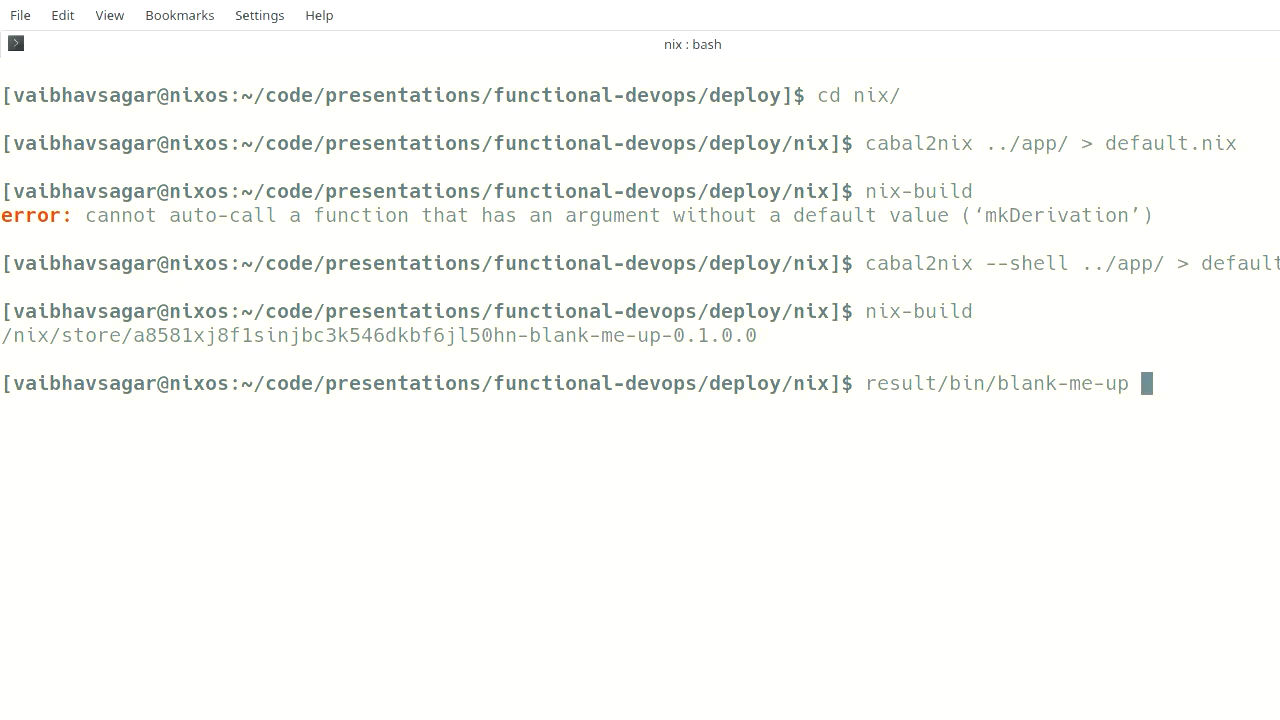 File Edit View Bookmarks Settings Help
nix : bash
[vaibhavsagar@nixos:~/code/presentations/functional-devops/deploy]$ cd nix/
[vaibhavsagar@nixos:~/code/presentations/functional-devops/deploy/nix]$ cabal2nix ../app/ > default.nix
[vaibhavsagar@nixos:~/code/presentations/functional-devops/deploy/nix]$ nix-build
error: cannot auto-call a function that has an argument without a default value (‘mkDerivation’)
[vaibhavsagar@nixos:~/code/presentations/functional-devops/deploy/nix]$ cabal2nix --shell ../app/ > default
[vaibhavsagar@nixos:~/code/presentations/functional-devops/deploy/nix]$ nix-build
/nix/store/a8581xj8f1sinjbc3k546dkbf6jl50hn-blank-me-up-0.1.0.0
[vaibhavsagar@nixos:~/code/presentations/functional-devops/deploy/nix]$ result/bin/blank-me-up